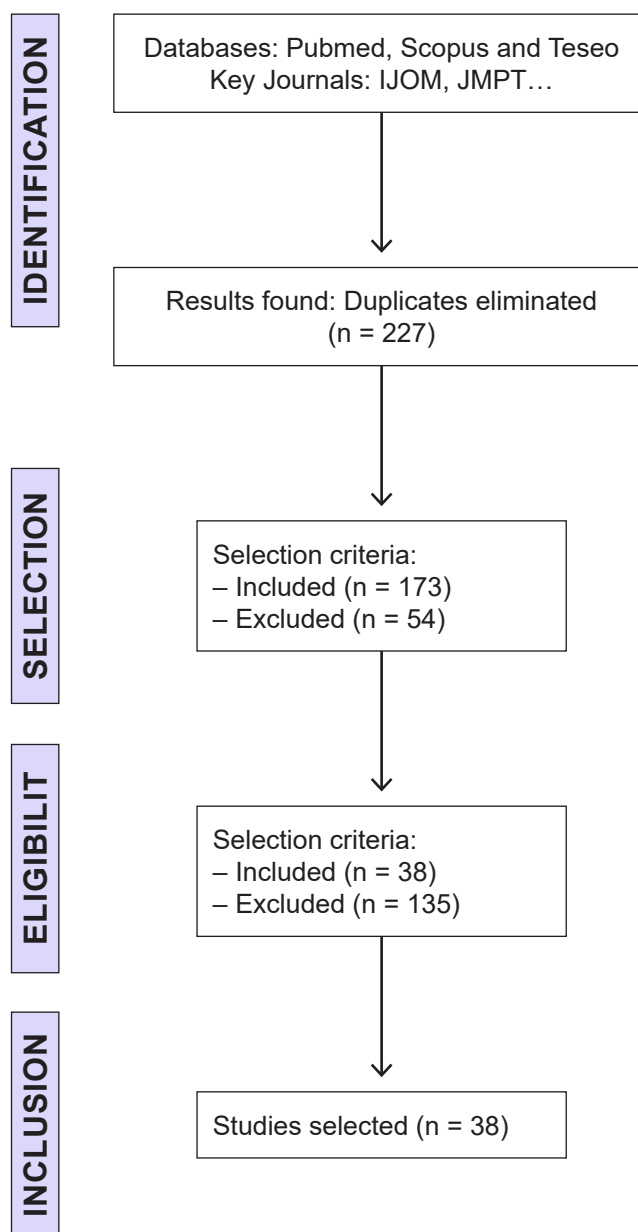 IDENTIFICATION
Databases: Pubmed, Scopus and Teseo
Key Journals: IJOM, JMPT…
Results found: Duplicates eliminated
(n = 227)
SELECTION
Selection criteria:
– Included (n = 173)
– Excluded (n = 54)
ELIGIBILIT
Selection criteria:
– Included (n = 38)
– Excluded (n = 135)
INCLUSION
Studies selected (n = 38)